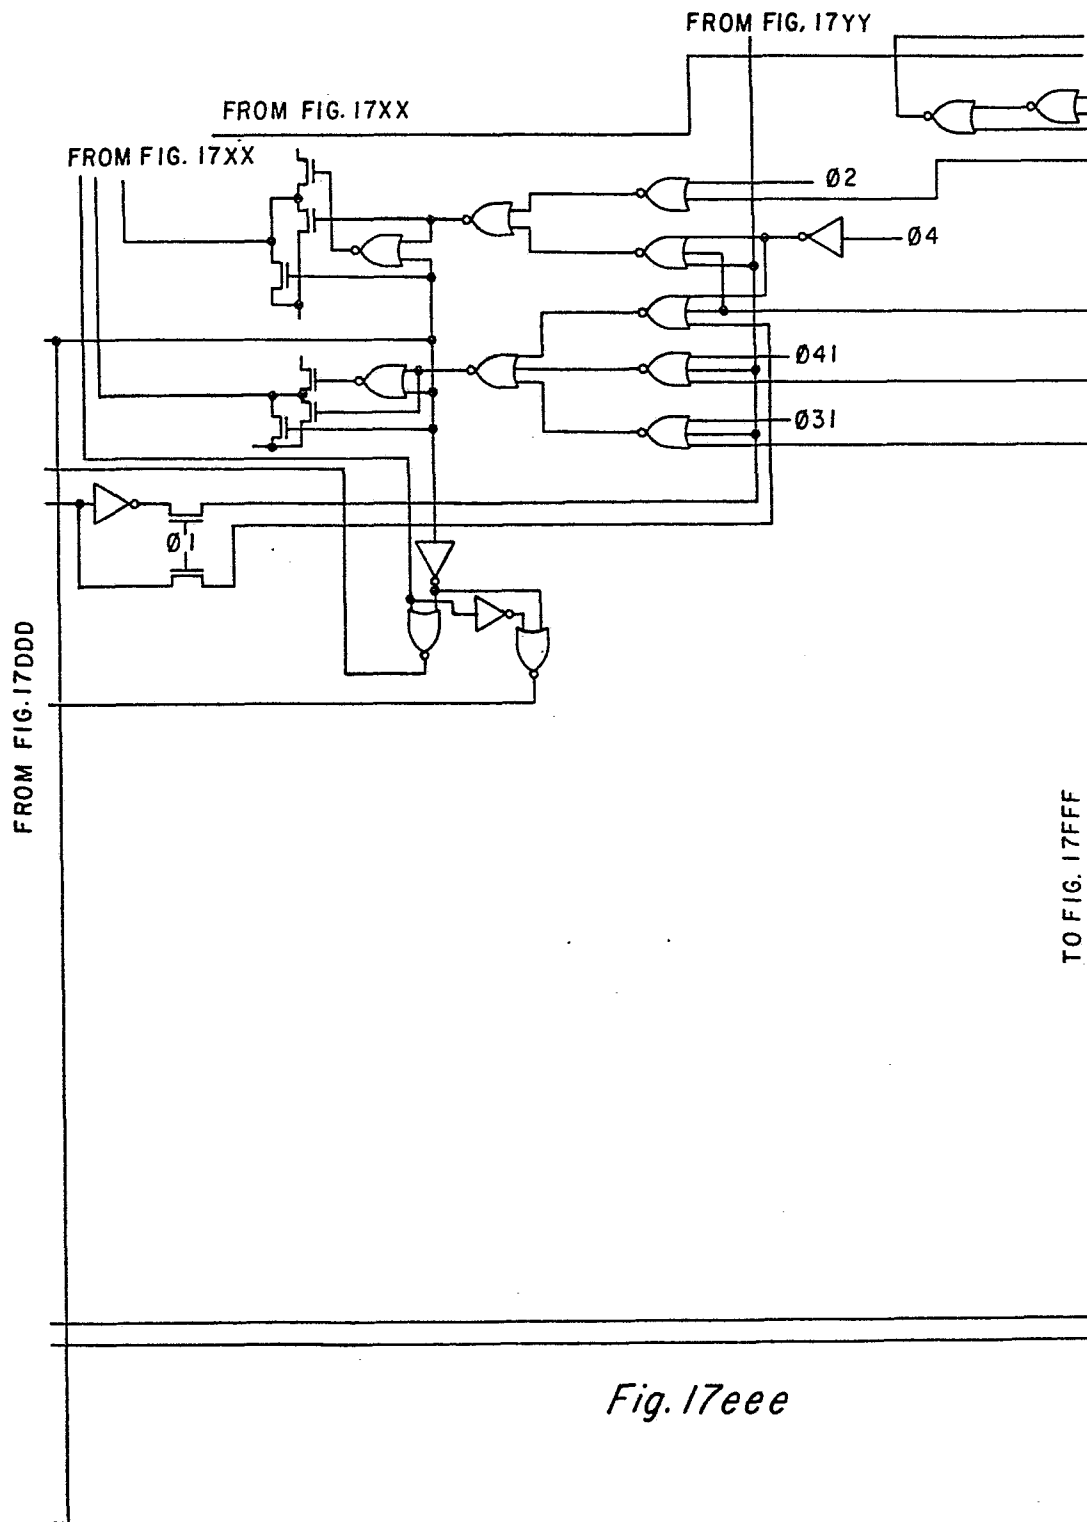 FROM FIG. 17YY
FROM FIG. 17XX
FROM FIG. 17XX
Ø2
Ø4
Ø41
Ø31
Ø1
FROM FIG. 17DDD
TO FIG. 17FFF
Fig. 17eee